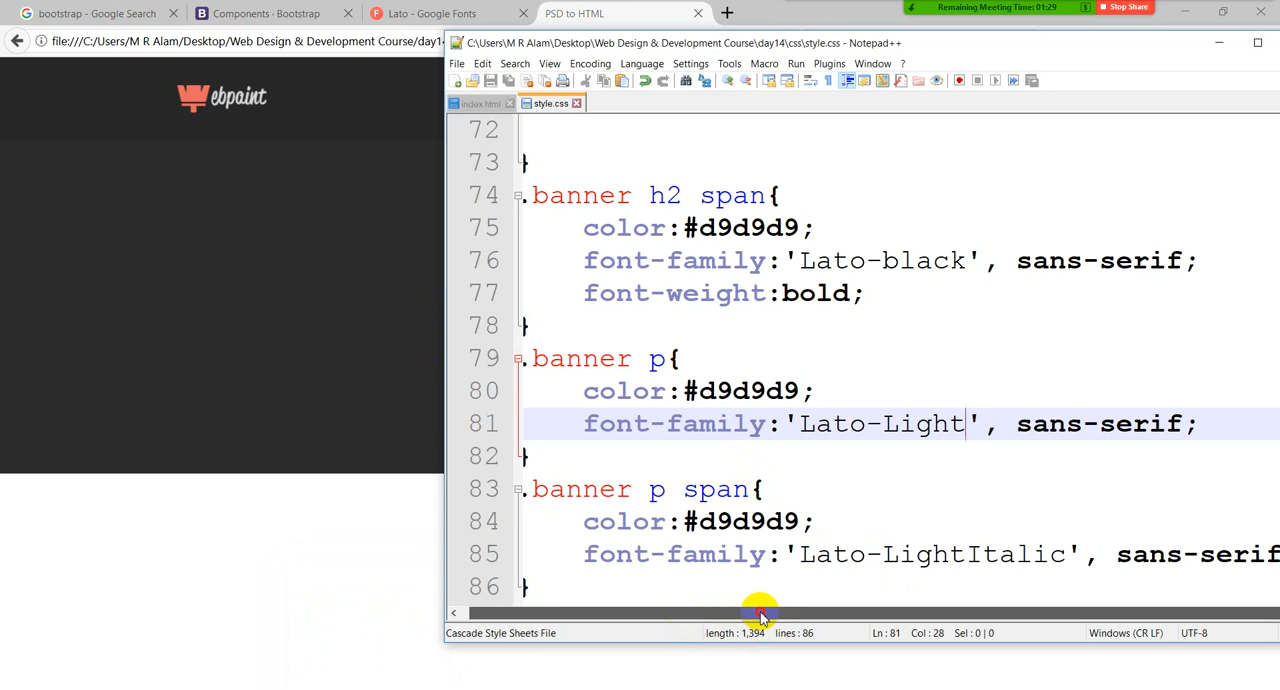 bootstrap - Google Search
Components · Bootstrap
Lato - Google Fonts
PSD to HTML
Remaining Meeting Time: 01:29
Stop Share
file:///C:/Users/M R Alam/Desktop/Web Design & Development Course/day14
C:\Users\M R Alam\Desktop\Web Design & Development Course\day14\css\style.css - Notepad++
File Edit Search View Encoding Language Settings Tools Macro Run Plugins Window ?
ebpaint
index.html style.css
72
73 }
74 .banner h2 span{
75 color:#d9d9d9;
76 font-family:'Lato-black', sans-serif;
77 font-weight:bold;
78 }
79 .banner p{
80 color:#d9d9d9;
81 font-family:'Lato-Light', sans-serif;
82 }
83 .banner p span{
84 color:#d9d9d9;
85 font-family:'Lato-LightItalic', sans-serif
86 }
Cascade Style Sheets File length : 1,394 lines : 86 Ln : 81 Col : 28 Sel : 0 | 0 Windows (CR LF) UTF-8